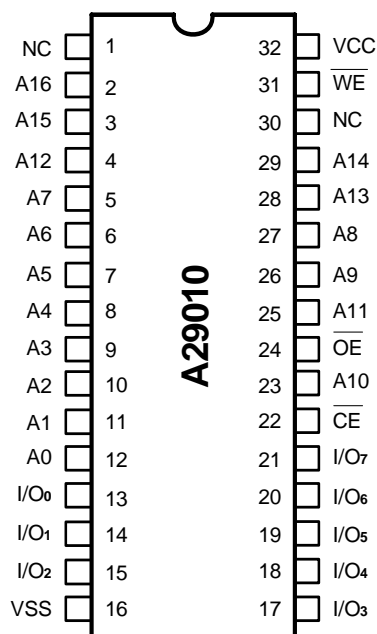 NC 1 32 VCC
A16 2 31 W̅E̅
A15 3 30 NC
A12 4 29 A14
A7 5 28 A13
A6 6 27 A8
A5 7 26 A9
A4 8 25 A11
A3 9 24 O̅E̅
A2 10 23 A10
A1 11 22 C̅E̅
A0 12 21 I/O₇
I/O₀ 13 20 I/O₆
I/O₁ 14 19 I/O₅
I/O₂ 15 18 I/O₄
VSS 16 17 I/O₃
A29010